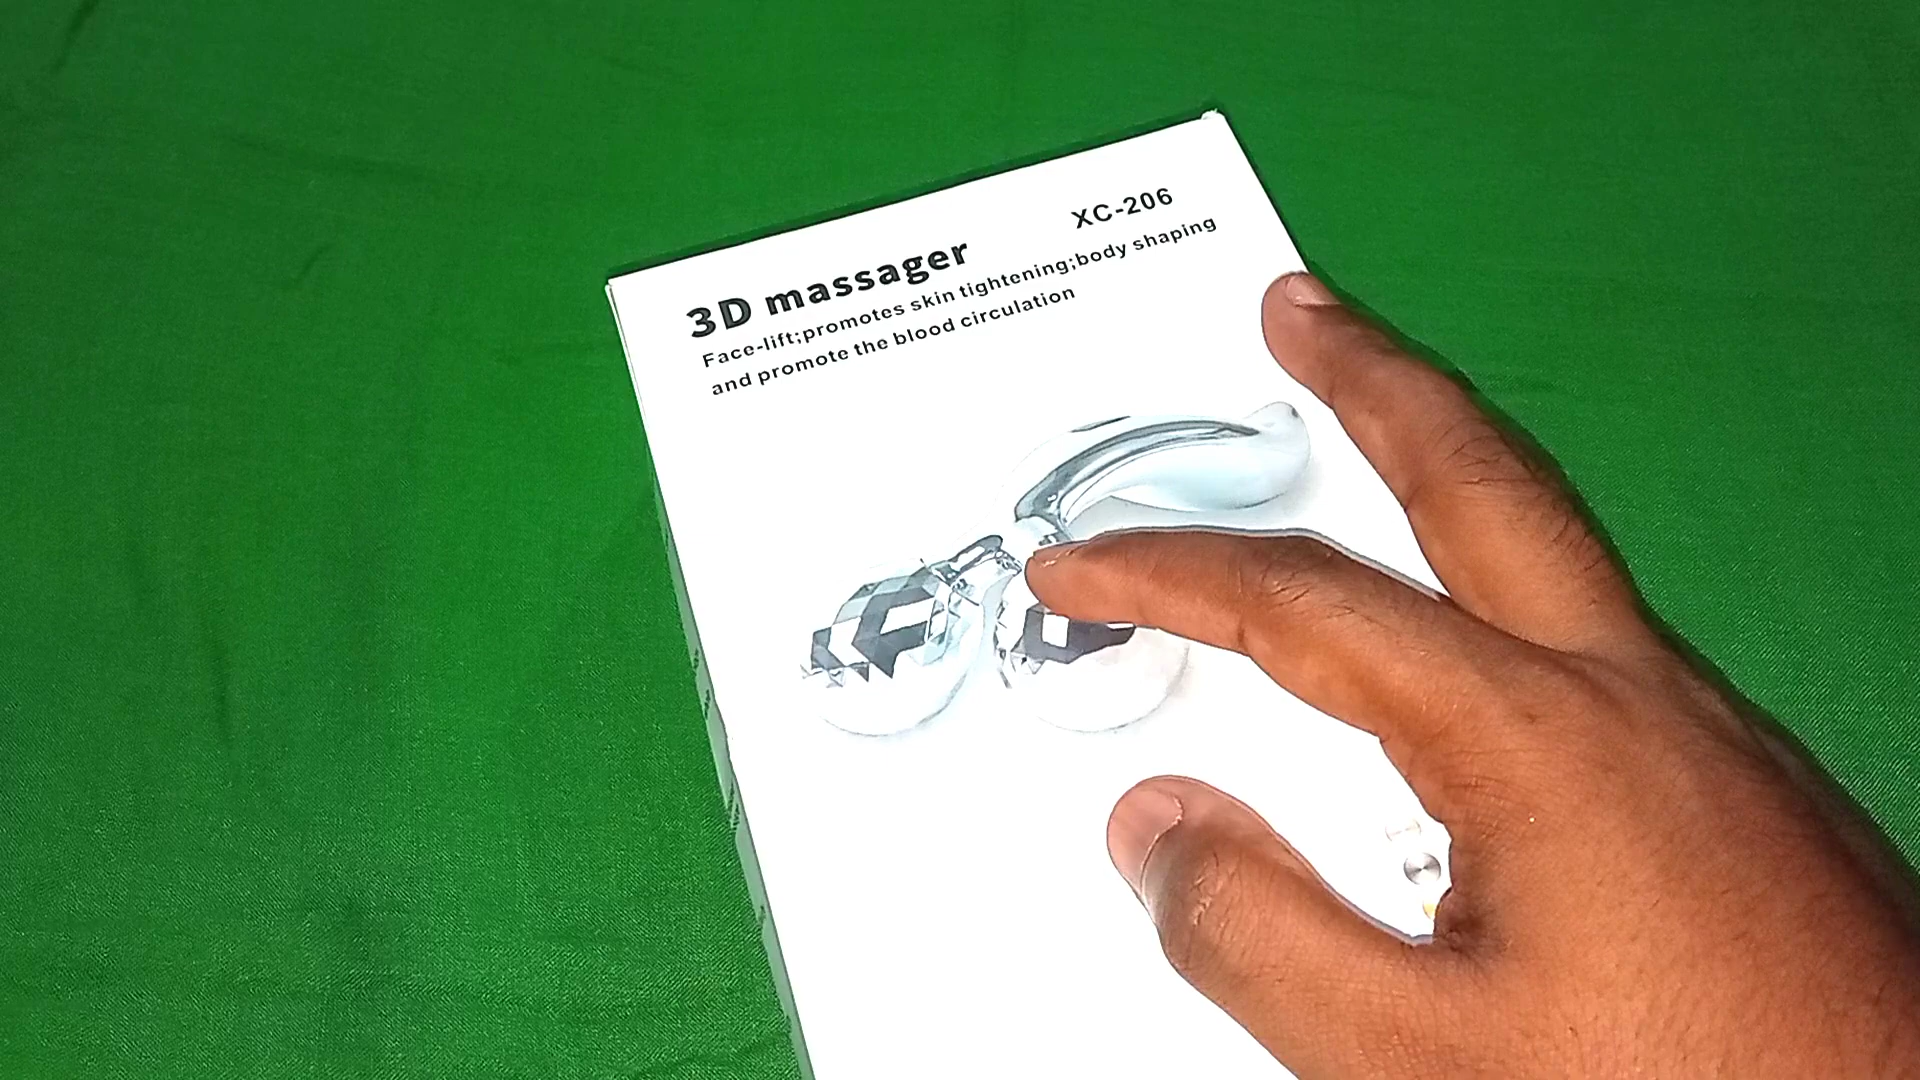 3D massager
XC-206
Face-lift;promotes skin tightening;body shaping
and promote the blood circulation